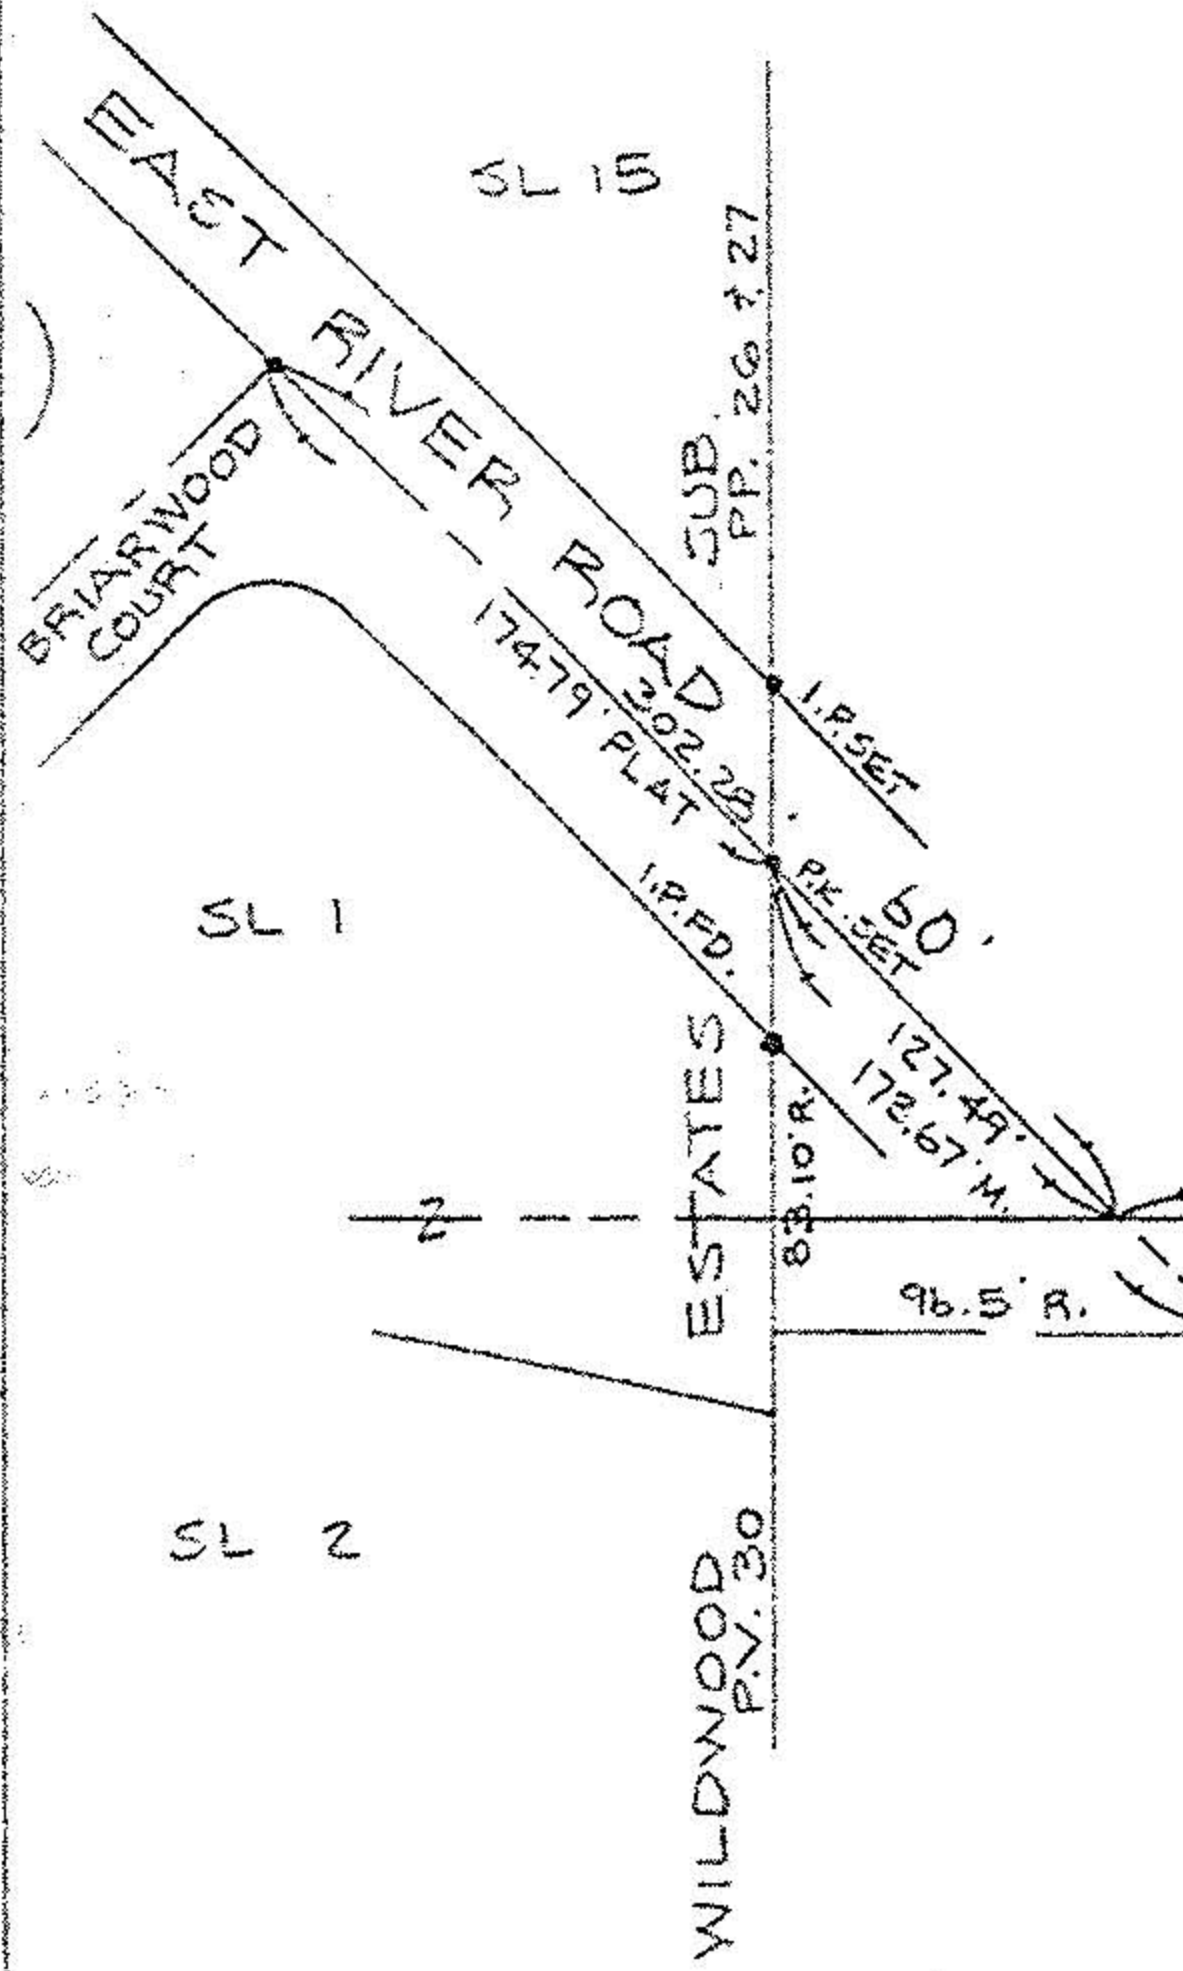 EAST RIVER ROAD
SL 15
BRIARWOOD
COURT
174.79' PLAT
302.28'
I.P. SET
P.K. SET
60'
I.P. FD.
127.49'
172.67' M.
SL 1
83.10' R.
2
96.5' R.
SL 2
WILDWOOD ESTATES SUB.
P.V. 30 PP. 26 & 27